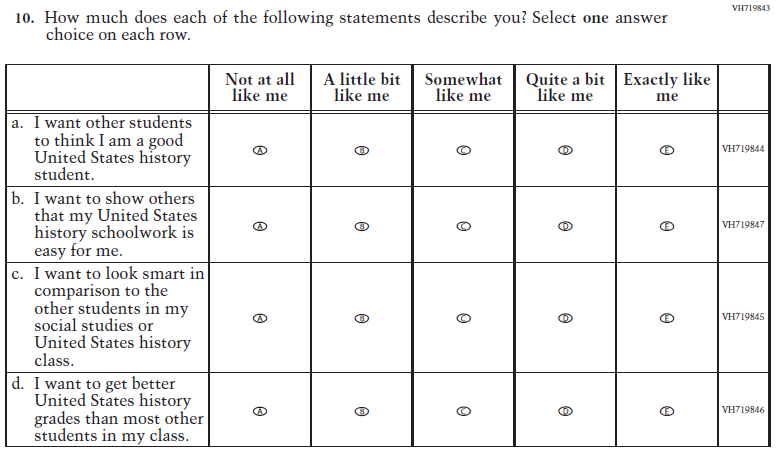 VH719843
10. How much does each of the following statements describe you? Select one answer
choice on each row.
Not at all
like me
A little bit
like me
Somewhat
like me
Quite a bit
like me
Exactly like
me
a. I want other students
to think I am a good
United States history
student.
A B C D E VH719844
b. I want to show others
that my United States
history schoolwork is
easy for me.
A B C D E VH719847
c. I want to look smart in
comparison to the
other students in my
social studies or
United States history
class.
A B C D E VH719845
d. I want to get better
United States history
grades than most other
students in my class.
A B C D E VH719846